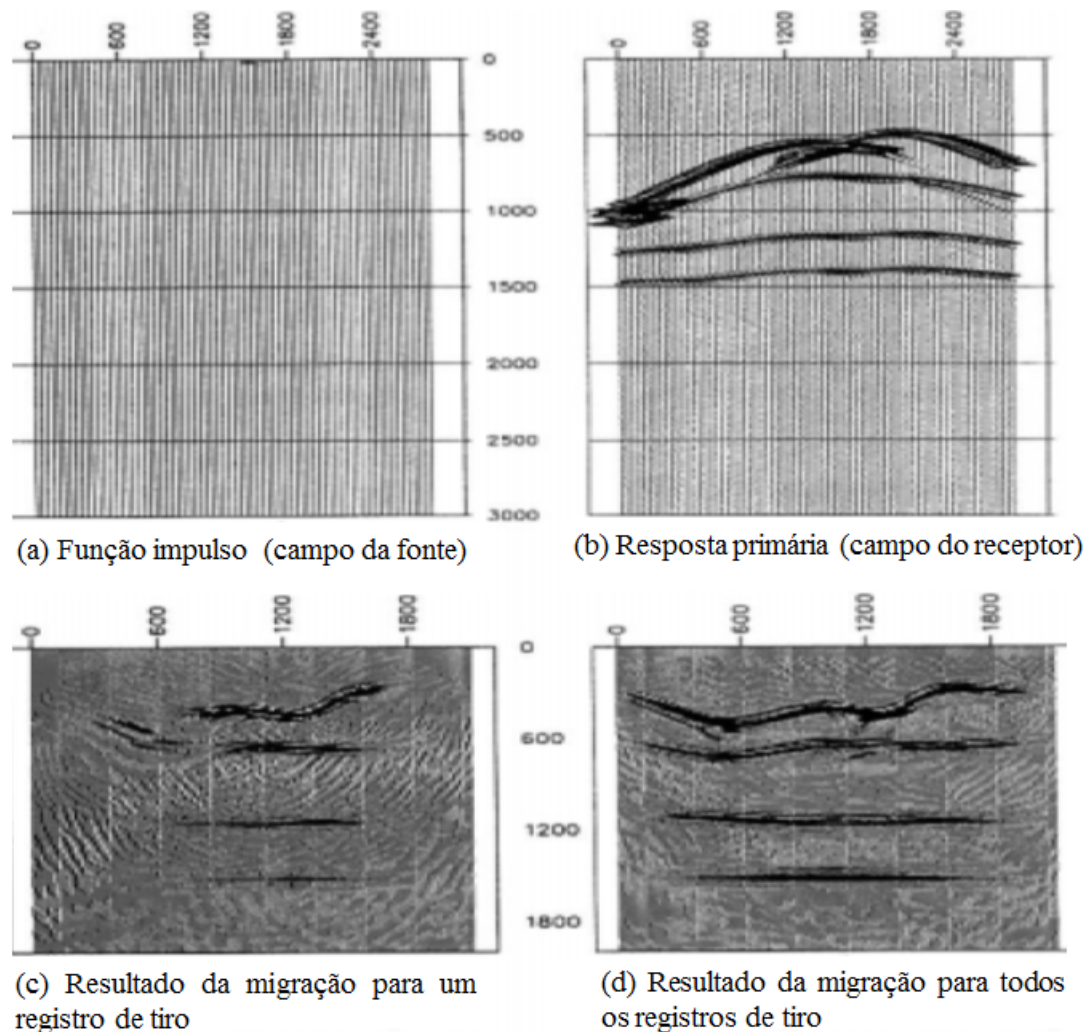 0 600 1200 1800 2400
0 600 1200 1800 2400
0
500
1000
1500
2000
2500
3000
(a) Função impulso (campo da fonte)
(b) Resposta primária (campo do receptor)
0 600 1200 1800
0 600 1200 1800
0
600
1200
1800
(c) Resultado da migração para um
registro de tiro
(d) Resultado da migração para todos
os registros de tiro